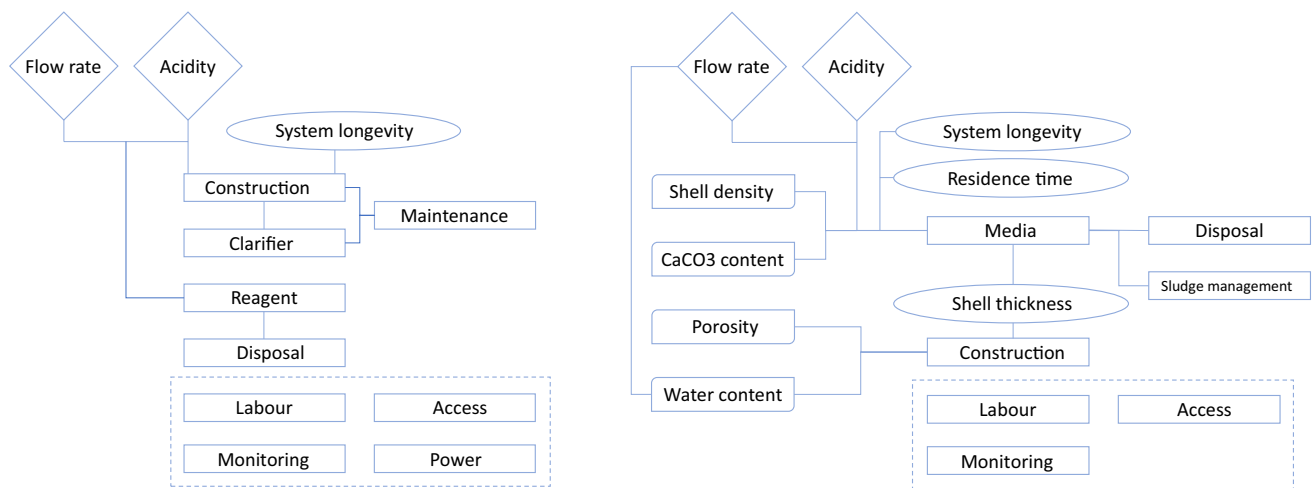 Flow rate
Acidity
System longevity
Construction
Maintenance
Clarifier
Reagent
Disposal
Labour
Access
Monitoring
Power
Flow rate
Acidity
System longevity
Residence time
Shell density
Media
Disposal
CaCO3 content
Sludge management
Shell thickness
Porosity
Construction
Water content
Labour
Access
Monitoring